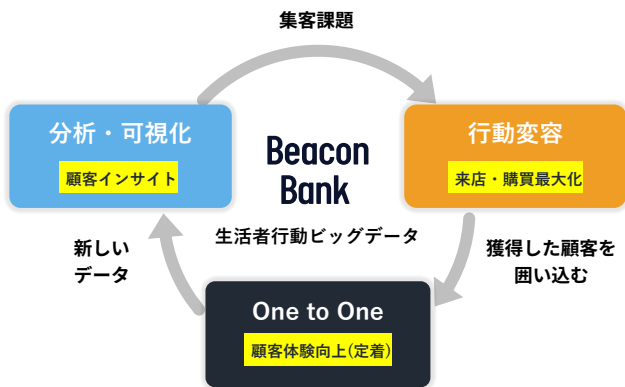 集客課題
分析・可視化
顧客インサイト
Beacon
Bank
生活者行動ビッグデータ
行動変容
来店・購買最大化
新しい
データ
獲得した顧客を
囲い込む
One to One
顧客体験向上(定着)